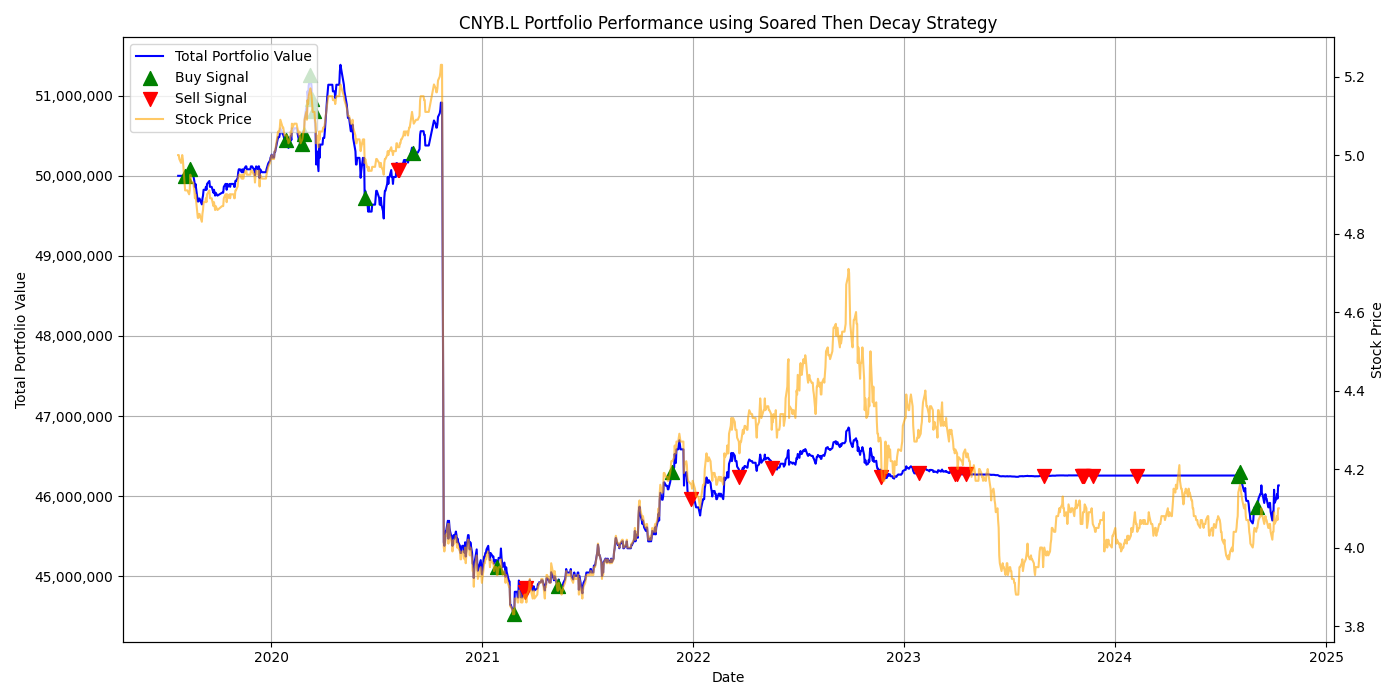 CNYB.L Portfolio Performance using Soared Then Decay Strategy
Total Portfolio Value
Buy Signal
Sell Signal
Stock Price
51,000,000
50,000,000
49,000,000
48,000,000
47,000,000
46,000,000
45,000,000
Total Portfolio Value
5.2
5.0
4.8
4.6
4.4
4.2
4.0
3.8
Stock Price
2020
2021
2022
2023
2024
2025
Date